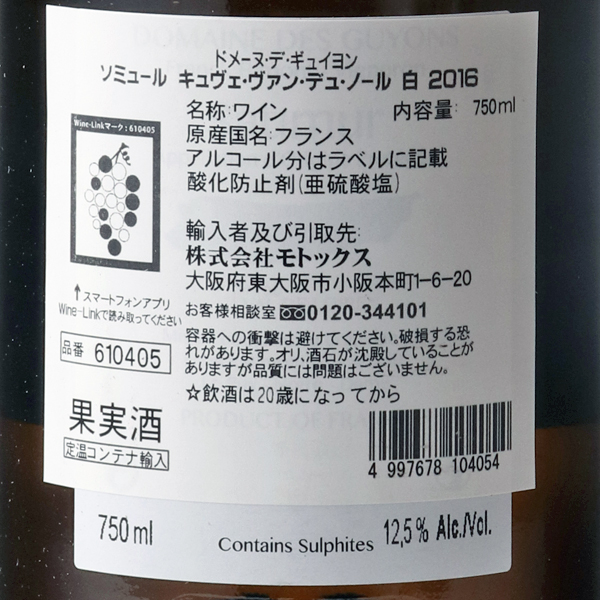 ドメーヌ・デ・ギュイヨン
ソミュール キュヴェ・ヴァン・デュ・ノール 白 2016
名称:ワイン 内容量: 750ml
原産国名:フランス
アルコール分はラベルに記載
酸化防止剤(亜硫酸塩)
Wine-Linkマーク:610405
輸入者及び引取先:
株式会社モトックス
大阪府東大阪市小阪本町1-6-20
↑スマートフォンアプリ
Wine-Linkで読み取ってください
お客様相談室 0120-344101
容器への衝撃は避けてください。破損する恐
れがあります。オリ、酒石が沈殿していることが
ありますが品質には問題はございません。
品番 610405
☆飲酒は20歳になってから
果実酒
定温コンテナ輸入
4 997678 104054
750 ml
Contains Sulphites
12,5% Alc./Vol.